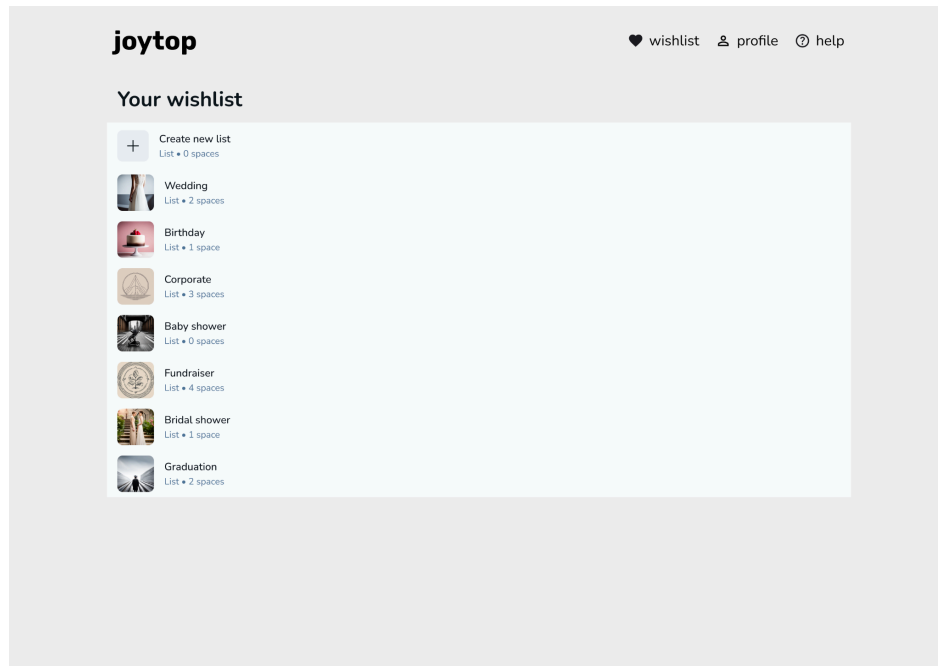 joytop
wishlist profile help
Your wishlist
Create new list
List • 0 spaces
Wedding
List • 2 spaces
Birthday
List • 1 space
Corporate
List • 3 spaces
Baby shower
List • 0 spaces
Fundraiser
List • 4 spaces
Bridal shower
List • 1 space
Graduation
List • 2 spaces